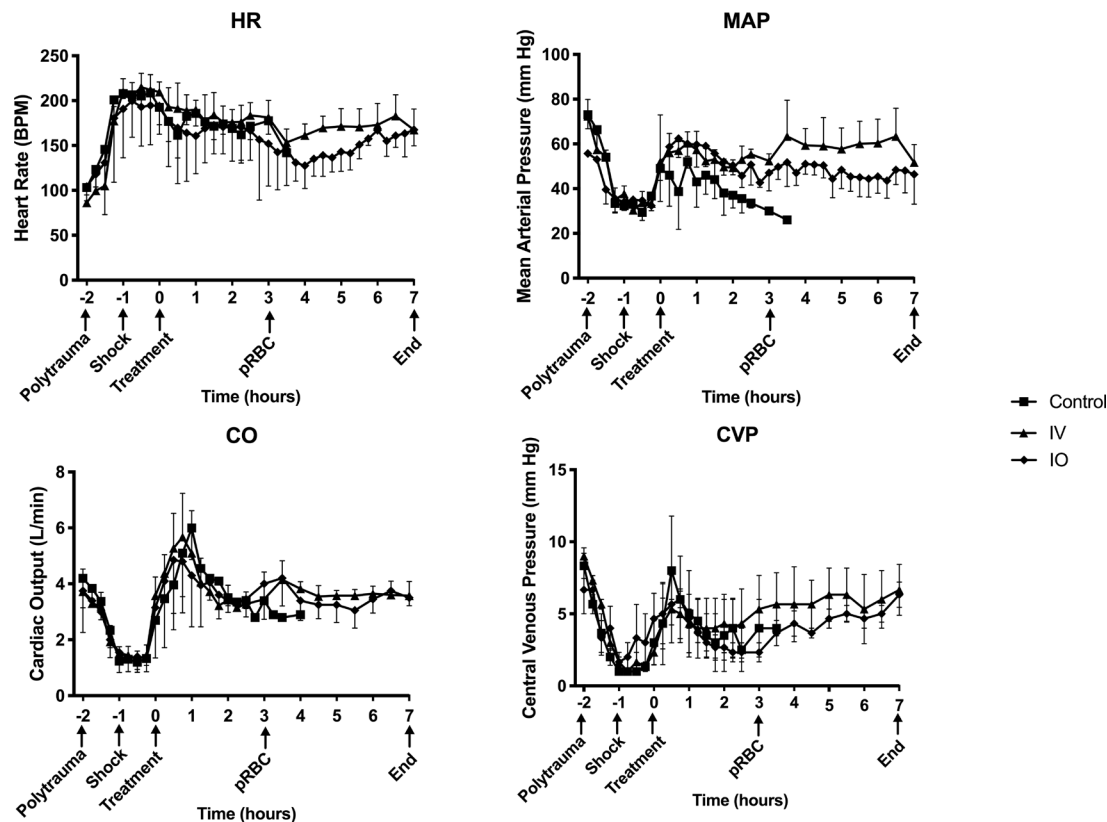 HR
Heart Rate (BPM)
250
200
150
100
50
0
-2 -1 0 1 2 3 4 5 6 7
Polytrauma
Shock
Treatment
pRBC
End
Time (hours)
MAP
Mean Arterial Pressure (mm Hg)
100
80
60
40
20
0
-2 -1 0 1 2 3 4 5 6 7
Polytrauma
Shock
Treatment
pRBC
End
Time (hours)
Control
IV
IO
CO
Cardiac Output (L/min)
8
6
4
2
0
-2 -1 0 1 2 3 4 5 6 7
Polytrauma
Shock
Treatment
pRBC
End
Time (hours)
CVP
Central Venous Pressure (mm Hg)
15
10
5
0
-2 -1 0 1 2 3 4 5 6 7
Polytrauma
Shock
Treatment
pRBC
End
Time (hours)